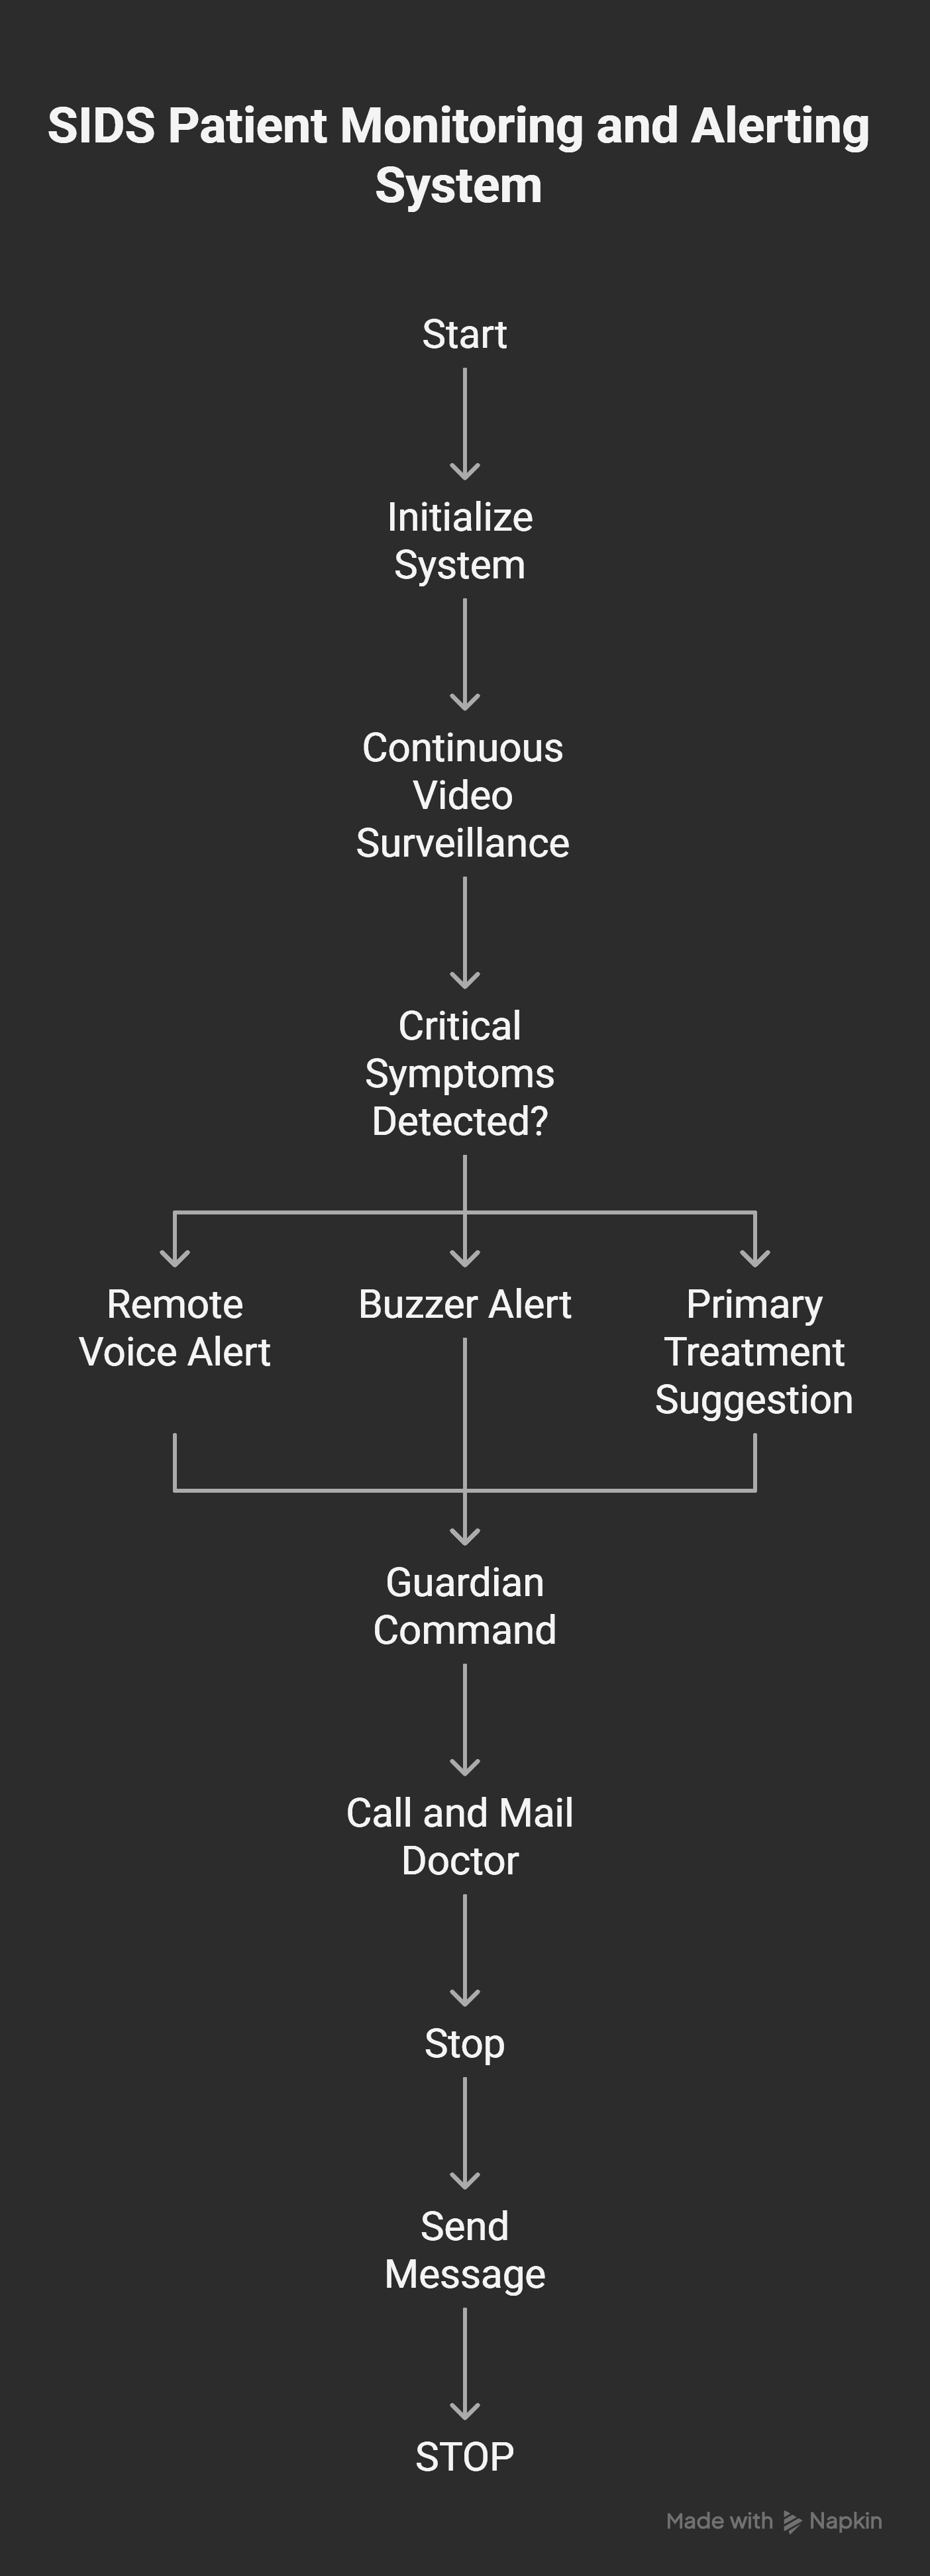 SIDS Patient Monitoring and Alerting
System
Start
Initialize
System
Continuous
Video
Surveillance
Critical
Symptoms
Detected?
Remote
Voice Alert
Buzzer Alert
Primary
Treatment
Suggestion
Guardian
Command
Call and Mail
Doctor
Stop
Send
Message
STOP
Made with Napkin